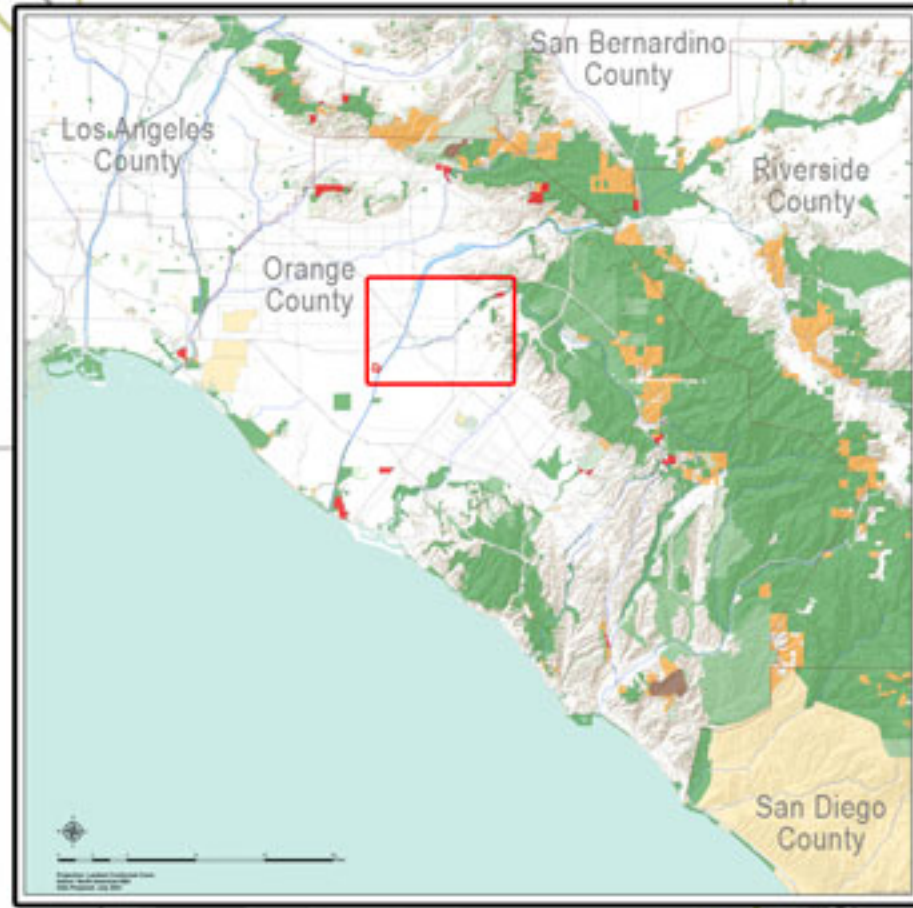 San Bernardino
County
Los Angeles
County
Riverside
County
Orange
County
San Diego
County